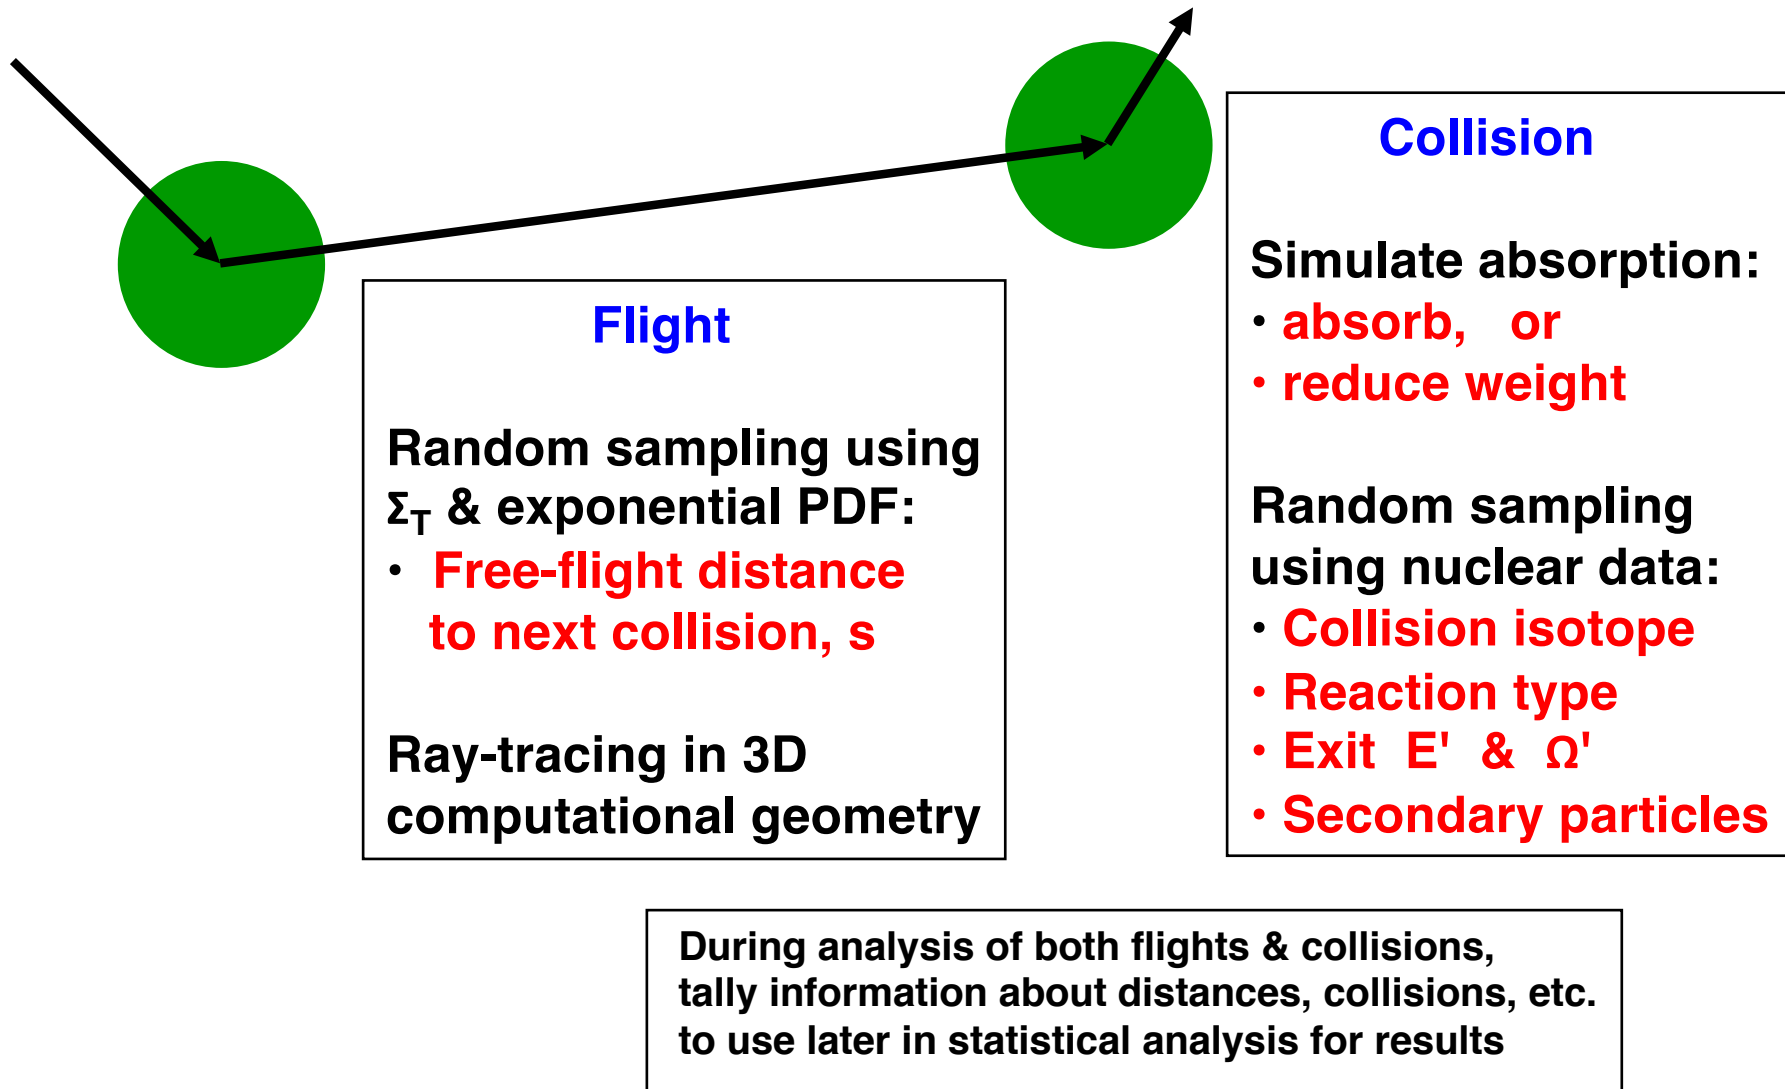 Flight
Random sampling using
Σ_T & exponential PDF:
• Free-flight distance
to next collision, s
Ray-tracing in 3D
computational geometry
Collision
Simulate absorption:
• absorb, or
• reduce weight
Random sampling
using nuclear data:
• Collision isotope
• Reaction type
• Exit E' & Ω'
• Secondary particles
During analysis of both flights & collisions,
tally information about distances, collisions, etc.
to use later in statistical analysis for results